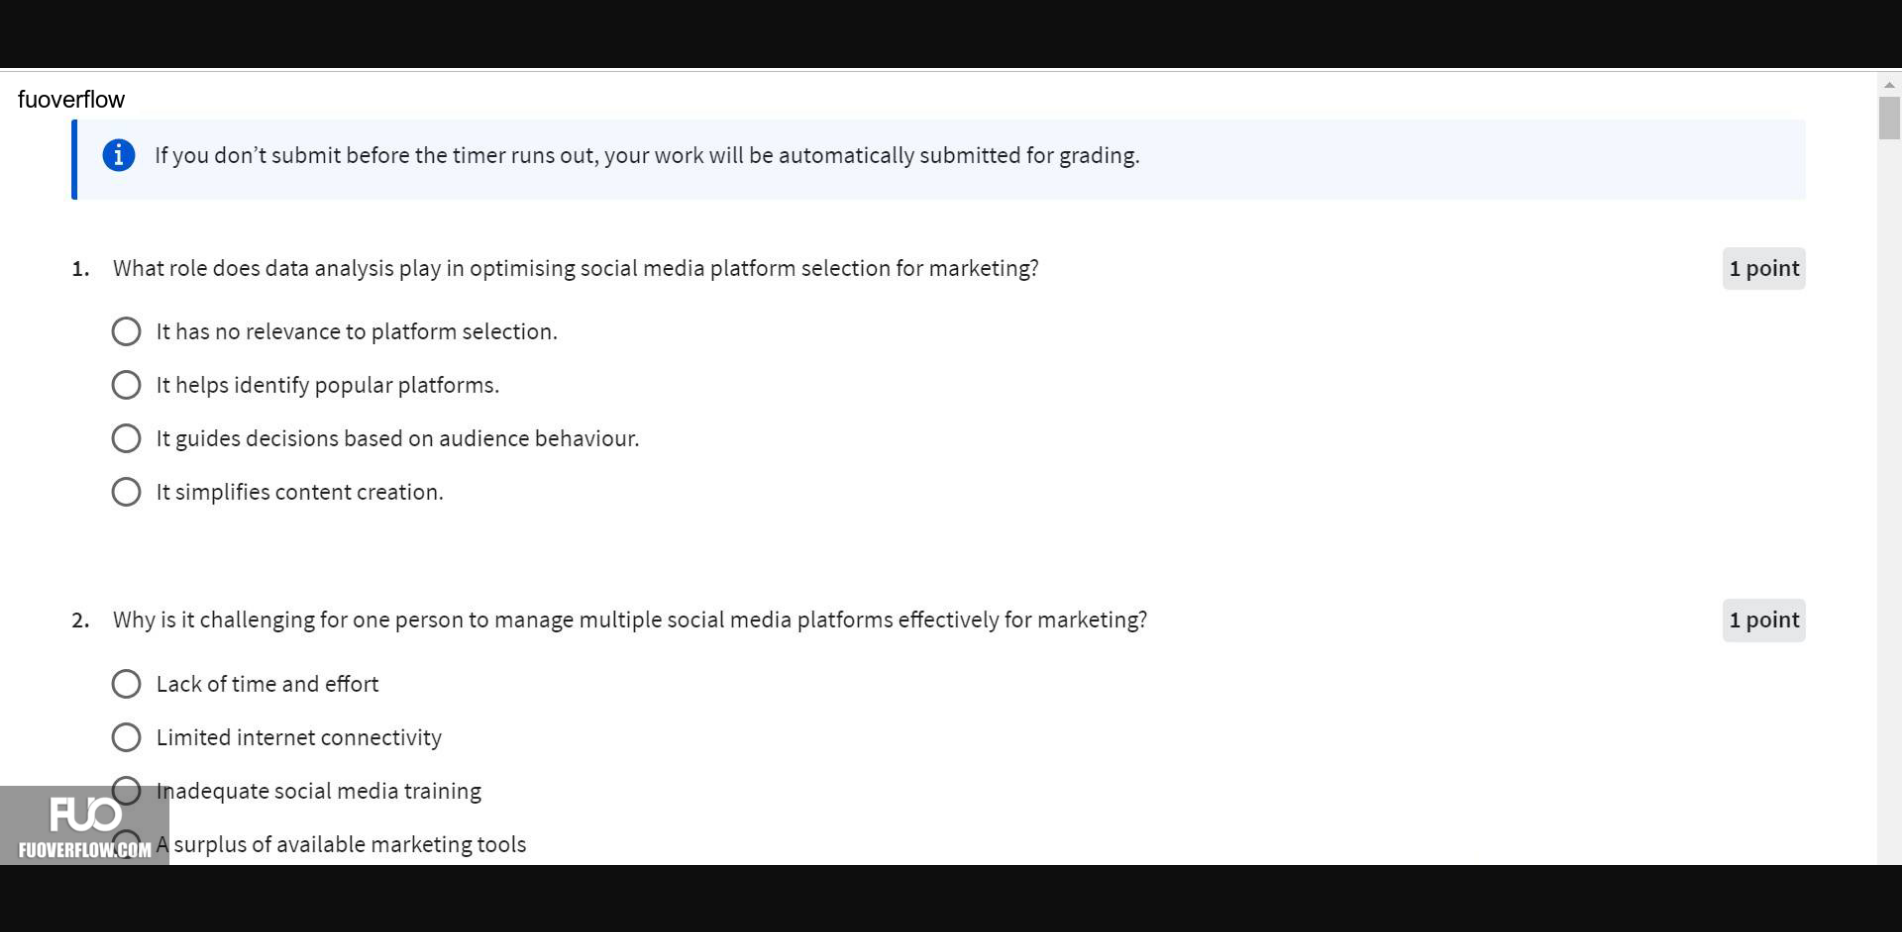 fuoverflow
If you don’t submit before the timer runs out, your work will be automatically submitted for grading.
1. What role does data analysis play in optimising social media platform selection for marketing?
1 point
It has no relevance to platform selection.
It helps identify popular platforms.
It guides decisions based on audience behaviour.
It simplifies content creation.
2. Why is it challenging for one person to manage multiple social media platforms effectively for marketing?
1 point
Lack of time and effort
Limited internet connectivity
Inadequate social media training
A surplus of available marketing tools
FUO
FUOVERFLOW.COM